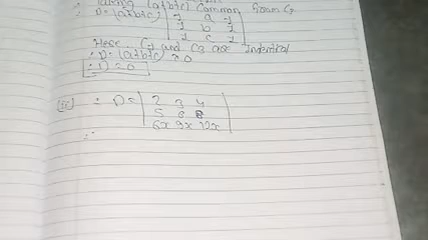 ∴ Taking (a+b+c) Common from C3
∴ D = (a+b+c) | 1 a 1 |
| 1 b 1 |
| 1 c 1 |
Here C1 and C3 are Identical
∴ D = (a+b+c) × 0
∴ D = 0
(ii) ∴ D = | 2 3 4 |
| 5 6 8 |
| 6x 9x 12x |
∴